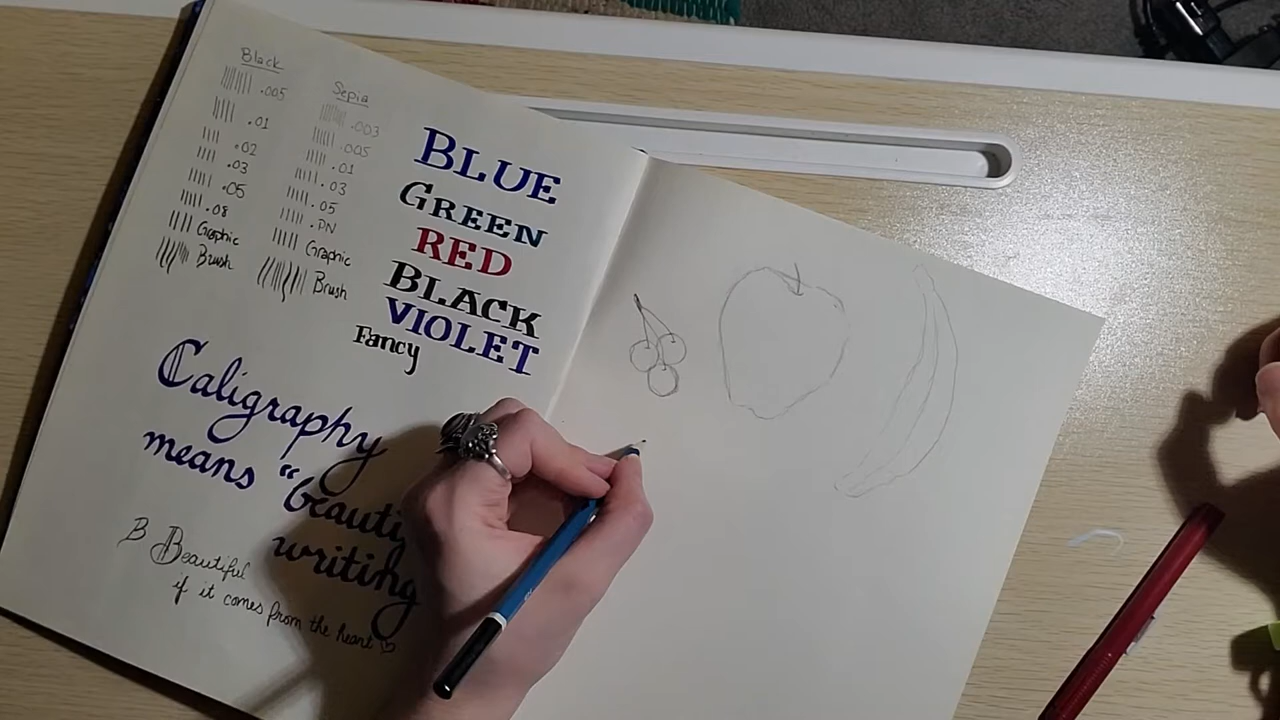 Black
.005
.01
.02
.03
.05
.08
Graphic
Brush
Sepia
.003
.005
.01
.03
.05
.PN
Graphic
Brush
BLUE
GREEN
RED
BLACK
VIOLET
Fancy
Caligraphy
means "beauti
writing
B Beautiful
if it comes from the heart ♡